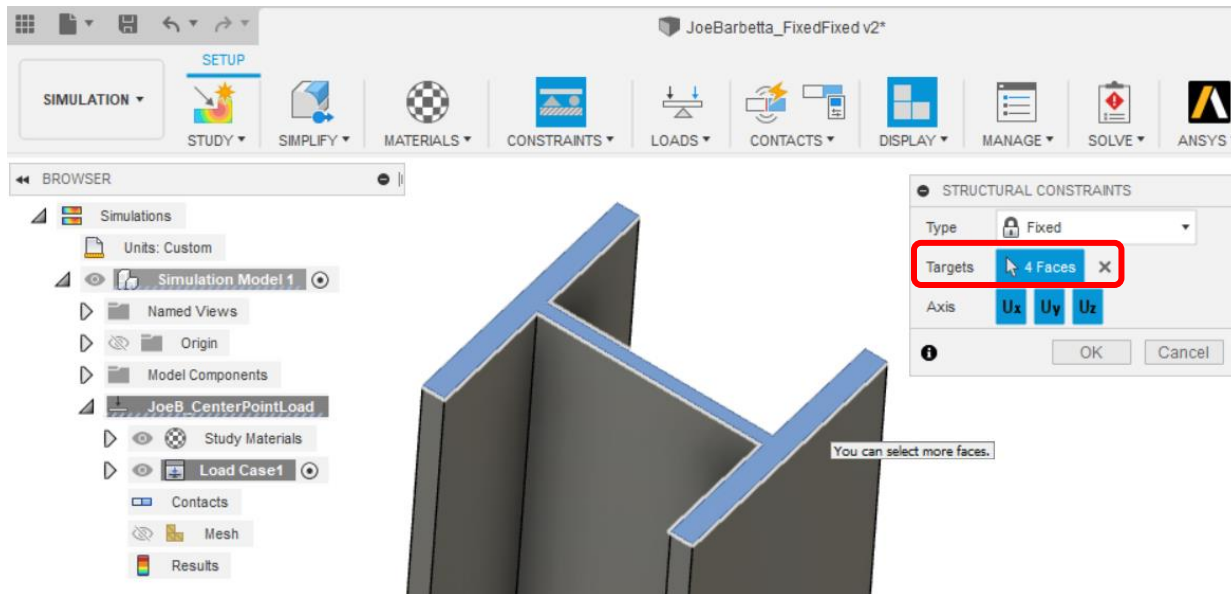 JoeBarbetta_FixedFixed v2*
SETUP
SIMULATION
STUDY
SIMPLIFY
MATERIALS
CONSTRAINTS
LOADS
CONTACTS
DISPLAY
MANAGE
SOLVE
ANSYS
BROWSER
Simulations
Units: Custom
Simulation Model 1
Named Views
Origin
Model Components
JoeB_CenterPointLoad
Study Materials
Load Case1
Contacts
Mesh
Results
STRUCTURAL CONSTRAINTS
Type Fixed
Targets 4 Faces
Axis Ux Uy Uz
OK Cancel
You can select more faces.